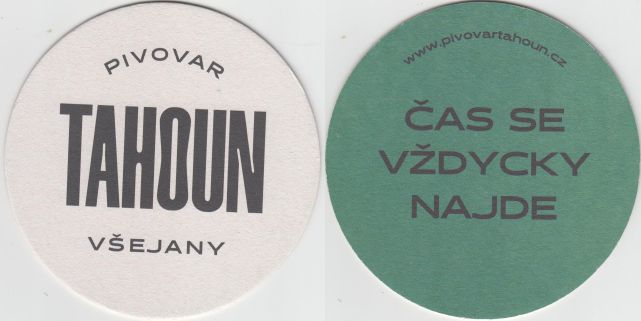 PIVOVAR
TAHOUN
VŠEJANY
www.pivovartahoun.cz
ČAS SE
VŽDYCKY
NAJDE